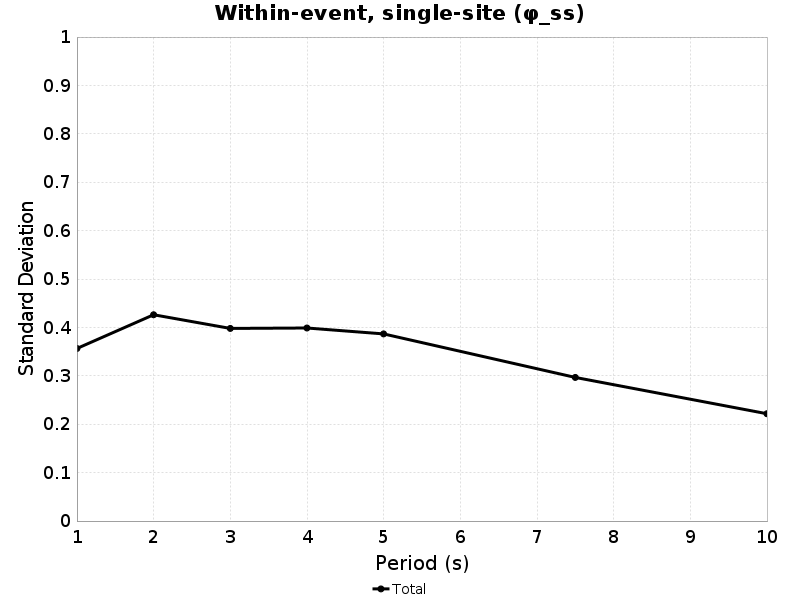 Within-event, single-site (φ_ss)
1
0.9
0.8
0.7
0.6
0.5
0.4
0.3
0.2
0.1
0
Standard Deviation
1 2 3 4 5 6 7 8 9 10
Period (s)
Total